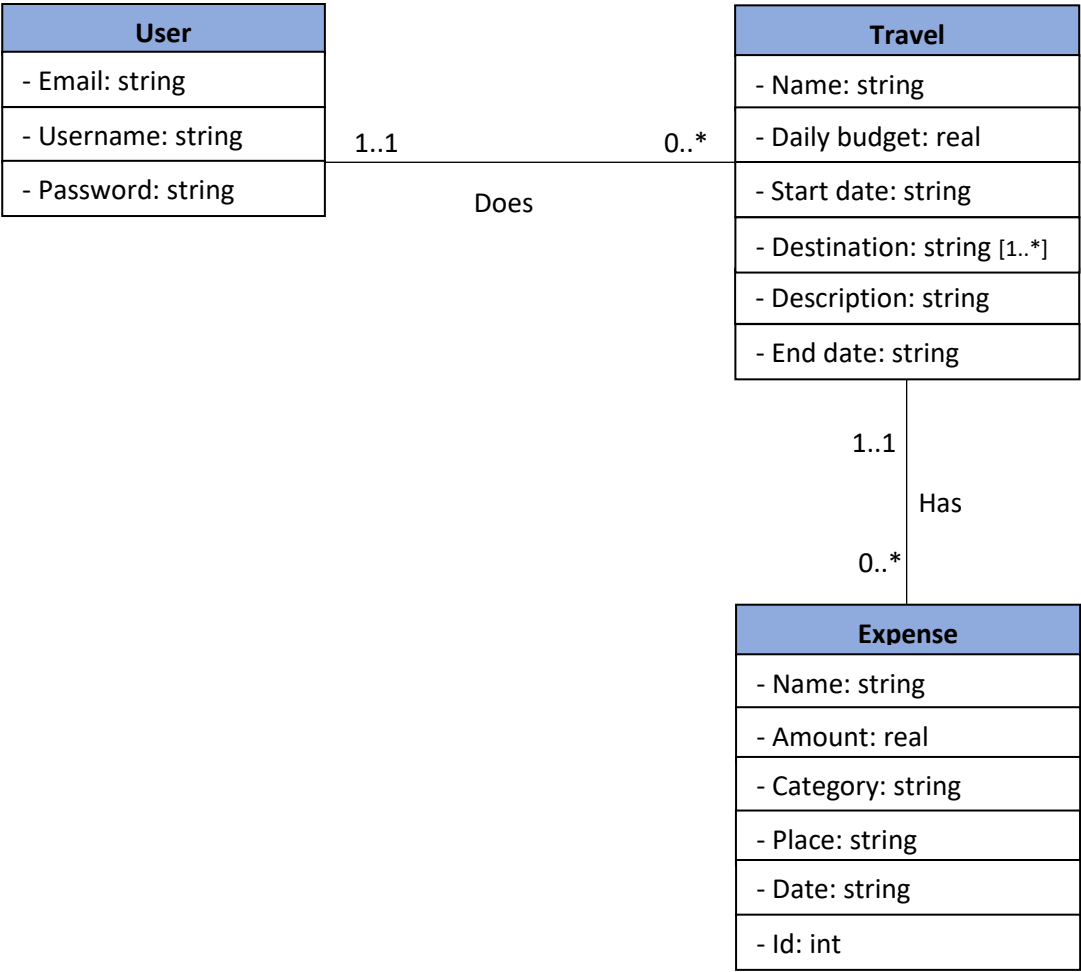 User
- Email: string
- Username: string
- Password: string
1..1
0..*
Does
Travel
- Name: string
- Daily budget: real
- Start date: string
- Destination: string [1..*]
- Description: string
- End date: string
1..1
Has
0..*
Expense
- Name: string
- Amount: real
- Category: string
- Place: string
- Date: string
- Id: int